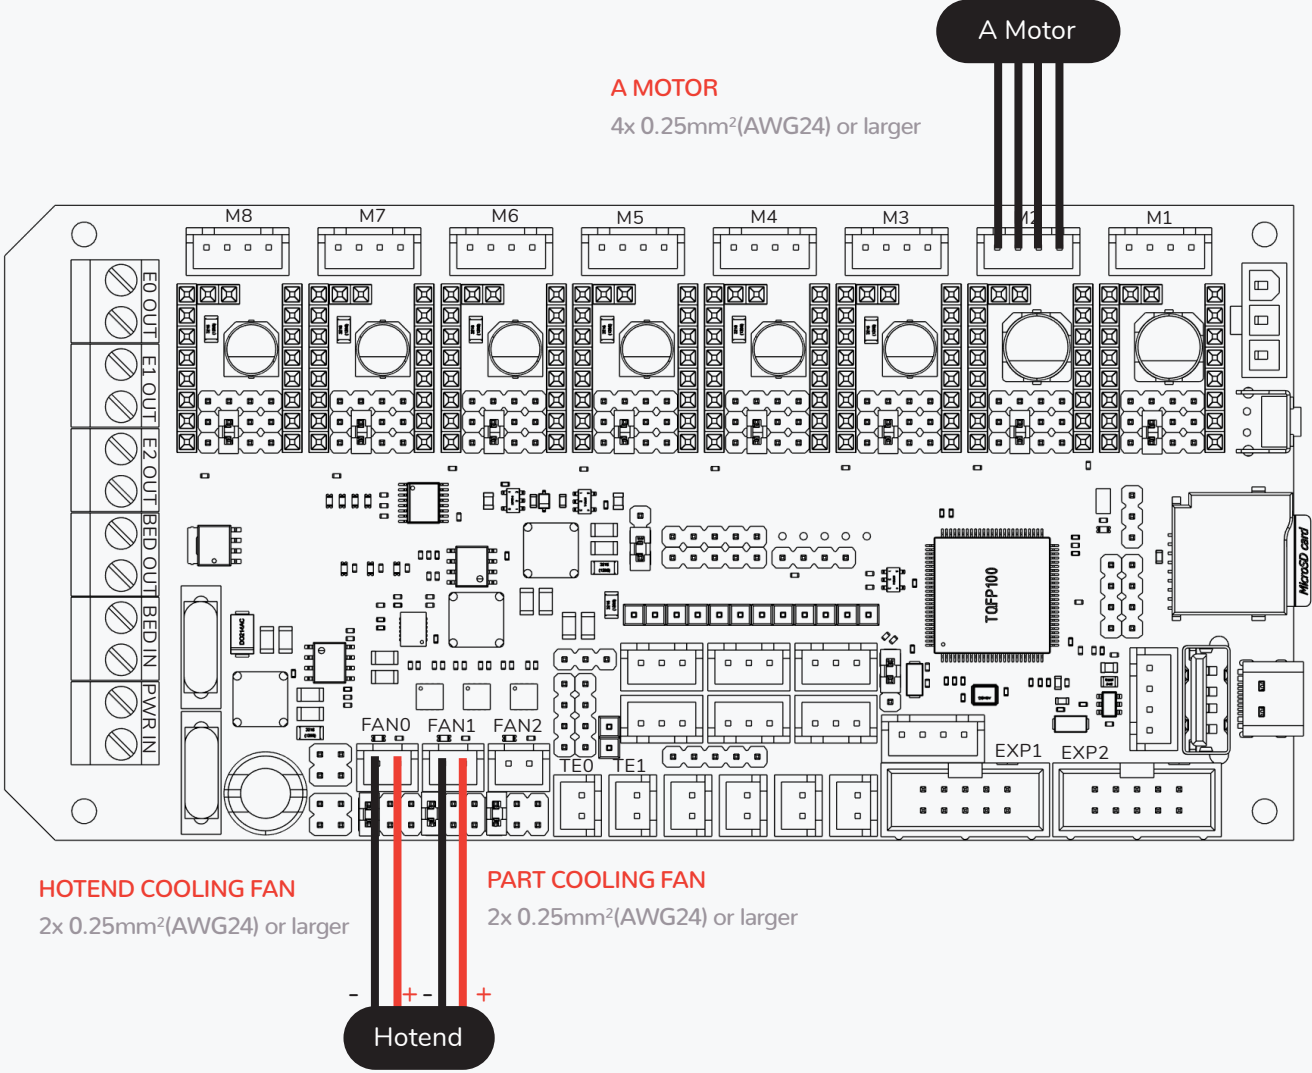 A Motor
A MOTOR
4x 0.25mm²(AWG24) or larger
M8
M7
M6
M5
M4
M3
M2
M1
E0 OUT
E1 OUT
E2 OUT
BED OUT
BED IN
PWR IN
TQFP100
MicroSD card
DO214AC
FAN0
FAN1
FAN2
TE0
TE1
EXP1
EXP2
HOTEND COOLING FAN
2x 0.25mm²(AWG24) or larger
PART COOLING FAN
2x 0.25mm²(AWG24) or larger
- + - +
Hotend